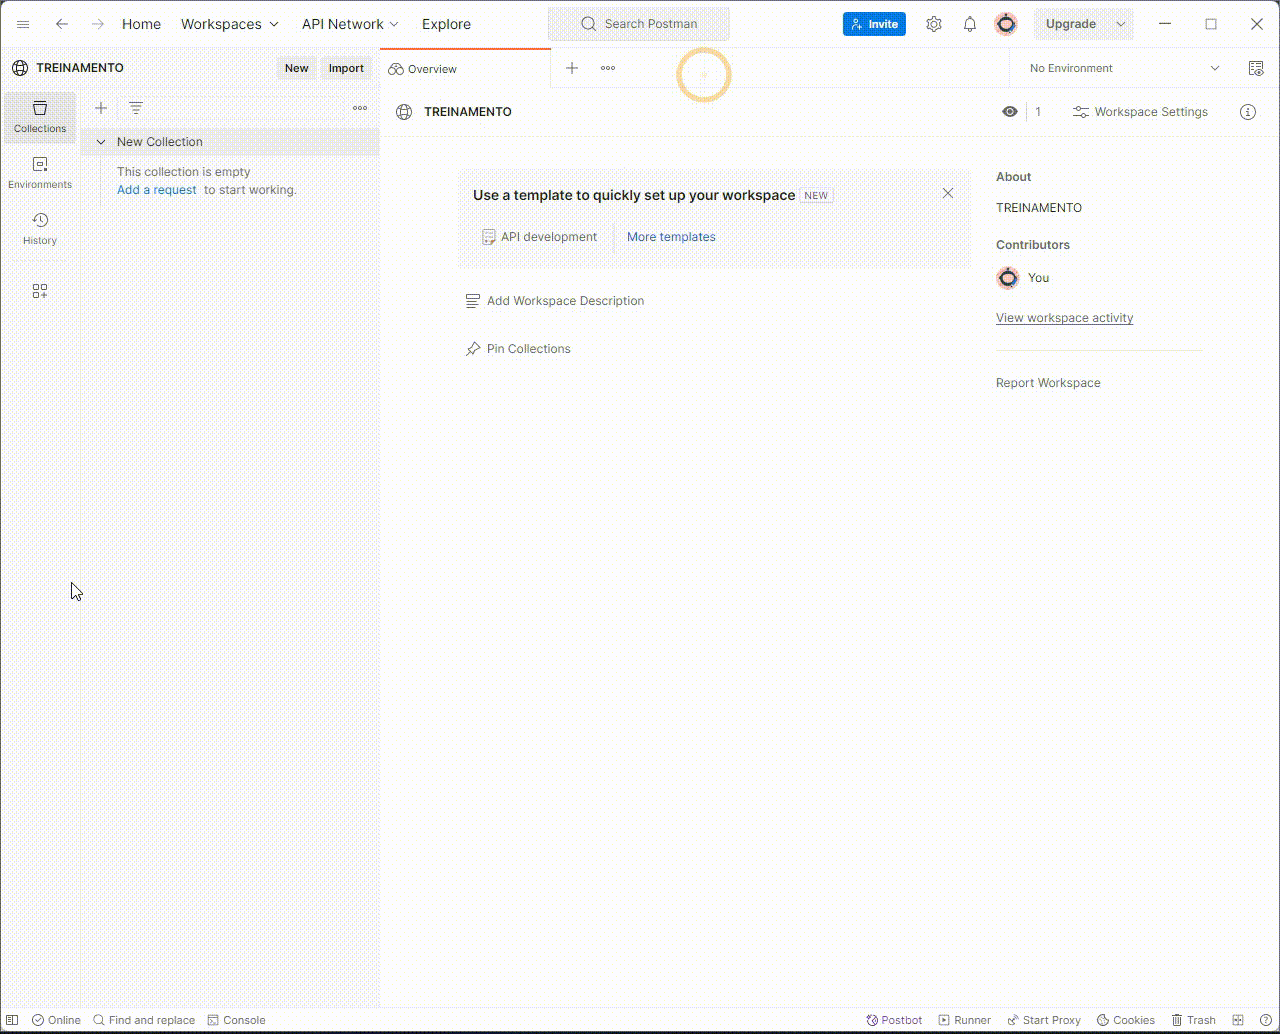 Home Workspaces API Network Explore Search Postman Invite Upgrade
TREINAMENTO New Import Overview No Environment
TREINAMENTO 1 Workspace Settings
Collections
Environments
History
New Collection
This collection is empty
Add a request to start working.
Use a template to quickly set up your workspace NEW
API development More templates
Add Workspace Description
Pin Collections
About
TREINAMENTO
Contributors
You
View workspace activity
Report Workspace
Online Find and replace Console Postbot Runner Start Proxy Cookies Trash